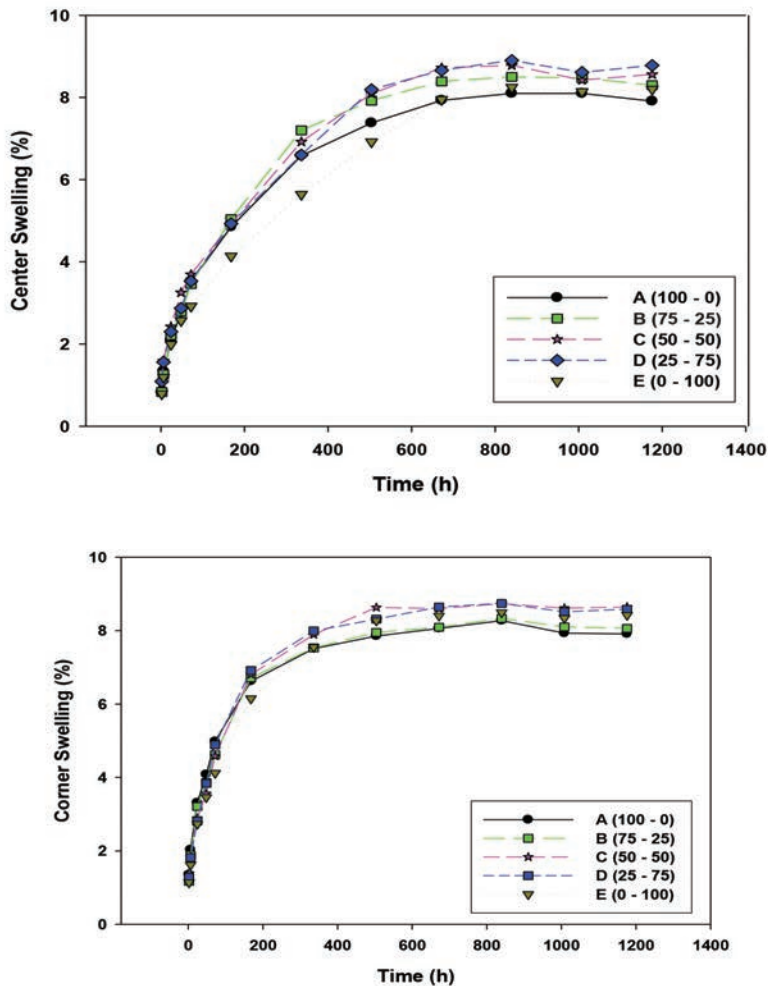 10
8
6
4
2
0
Center Swelling (%)
A (100 - 0)
B (75 - 25)
C (50 - 50)
D (25 - 75)
E (0 - 100)
0 200 400 600 800 1000 1200 1400
Time (h)
10
8
6
4
2
0
Corner Swelling (%)
A (100 - 0)
B (75 - 25)
C (50 - 50)
D (25 - 75)
E (0 - 100)
0 200 400 600 800 1000 1200 1400
Time (h)